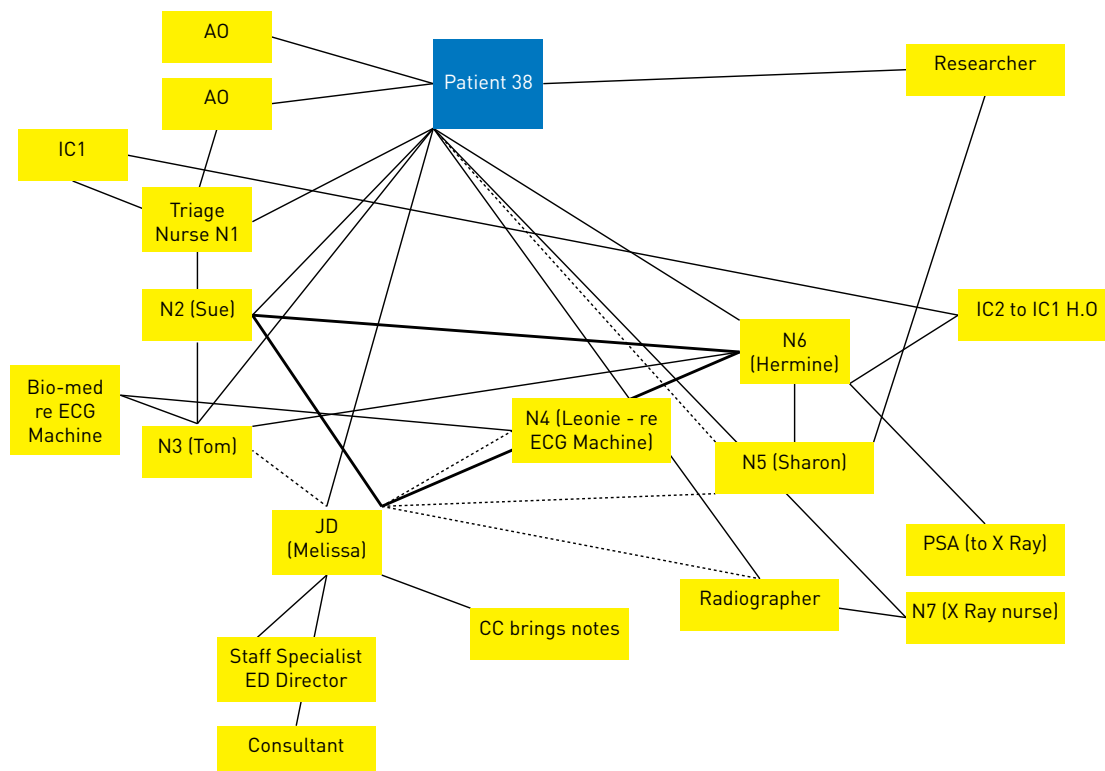 AO
Patient 38
Researcher
AO
IC1
Triage
Nurse N1
N2 (Sue)
IC2 to IC1 H.O
N6
(Hermine)
Bio-med
re ECG
Machine
N4 (Leonie - re
ECG Machine)
N3 (Tom)
N5 (Sharon)
JD
(Melissa)
PSA (to X Ray)
Radiographer
N7 (X Ray nurse)
CC brings notes
Staff Specialist
ED Director
Consultant